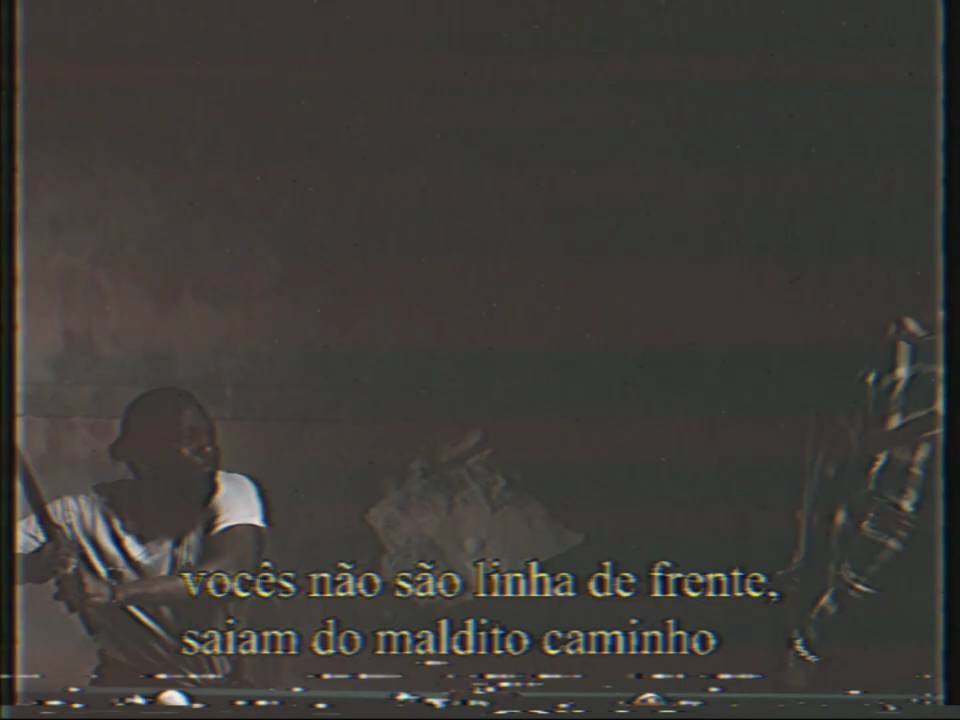 vocês não são linha de frente,
saiam do maldito caminho